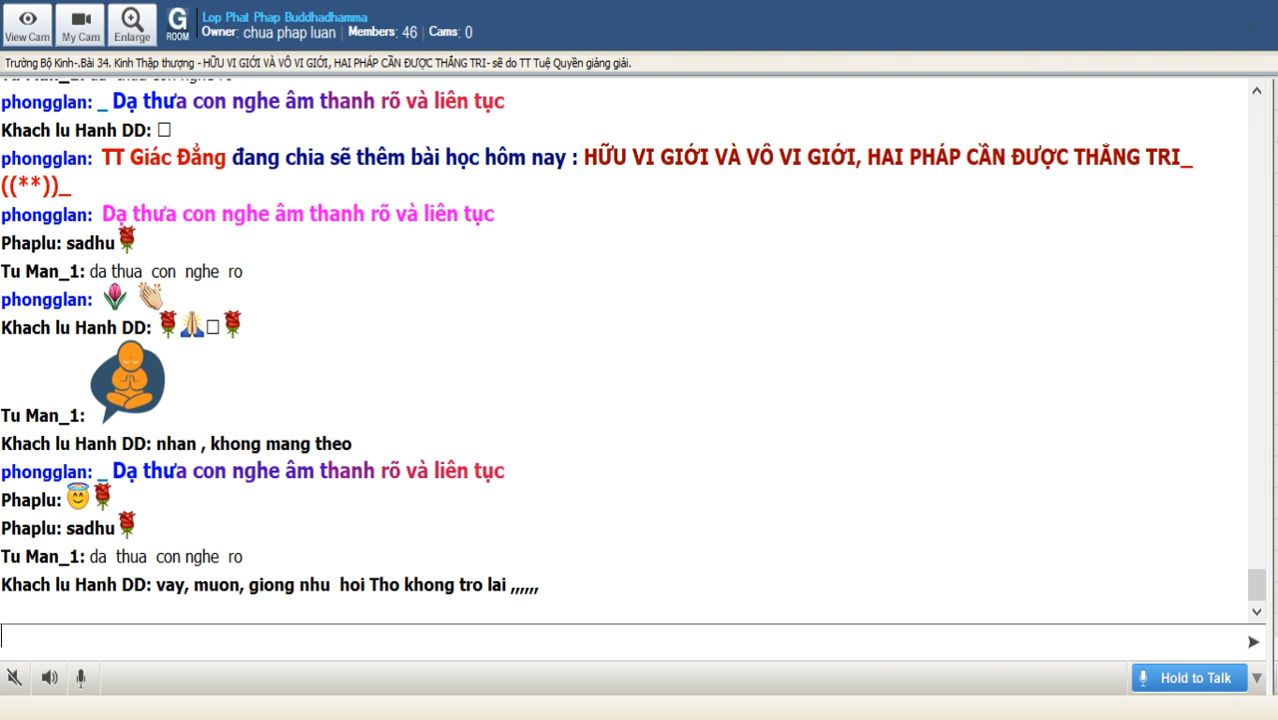 Lop Phat Phap Buddhadhamma
View Cam My Cam Enlarge G ROOM Owner: chua phap luan Members: 46 Cams: 0
Trường Bộ Kinh-.Bài 34. Kinh Thập thượng - HỮU VI GIỚI VÀ VÔ VI GIỚI, HAI PHÁP CẦN ĐƯỢC THẮNG TRI- sẽ do TT Tuệ Quyền giảng giải.
phongglan: _ Dạ thưa con nghe âm thanh rõ và liên tục
Khach lu Hanh DD: □
phongglan: TT Giác Đẳng đang chia sẽ thêm bài học hôm nay : HỮU VI GIỚI VÀ VÔ VI GIỚI, HAI PHÁP CẦN ĐƯỢC THẮNG TRI_
((**))_
phongglan: Dạ thưa con nghe âm thanh rõ và liên tục
Phaplu: sadhu🌹
Tu Man_1: da thua con nghe ro
phongglan: 🌷 👏
Khach lu Hanh DD: 🌹🙏□🌹
Tu Man_1:
Khach lu Hanh DD: nhan , khong mang theo
phongglan: _ Dạ thưa con nghe âm thanh rõ và liên tục
Phaplu: 😇🌹
Phaplu: sadhu🌹
Tu Man_1: da thua con nghe ro
Khach lu Hanh DD: vay, muon, giong nhu hoi Tho khong tro lai ,,,,,,
Hold to Talk